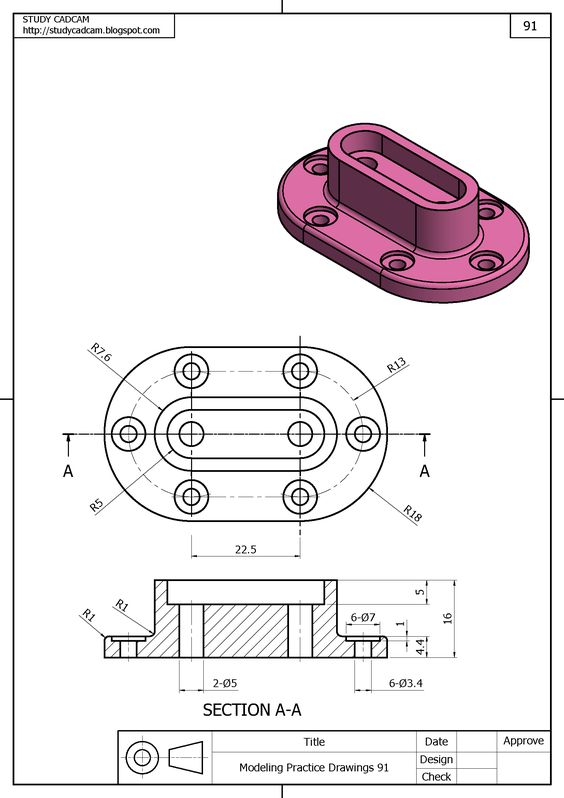 STUDY CADCAM
http://studycadcam.blogspot.com
91
R7.6
R13
A
A
R5
R18
22.5
R1
R1
5
16
6-Ø7
1
4.4
2-Ø5
6-Ø3.4
SECTION A-A
Title
Date
Approve
Modeling Practice Drawings 91
Design
Check